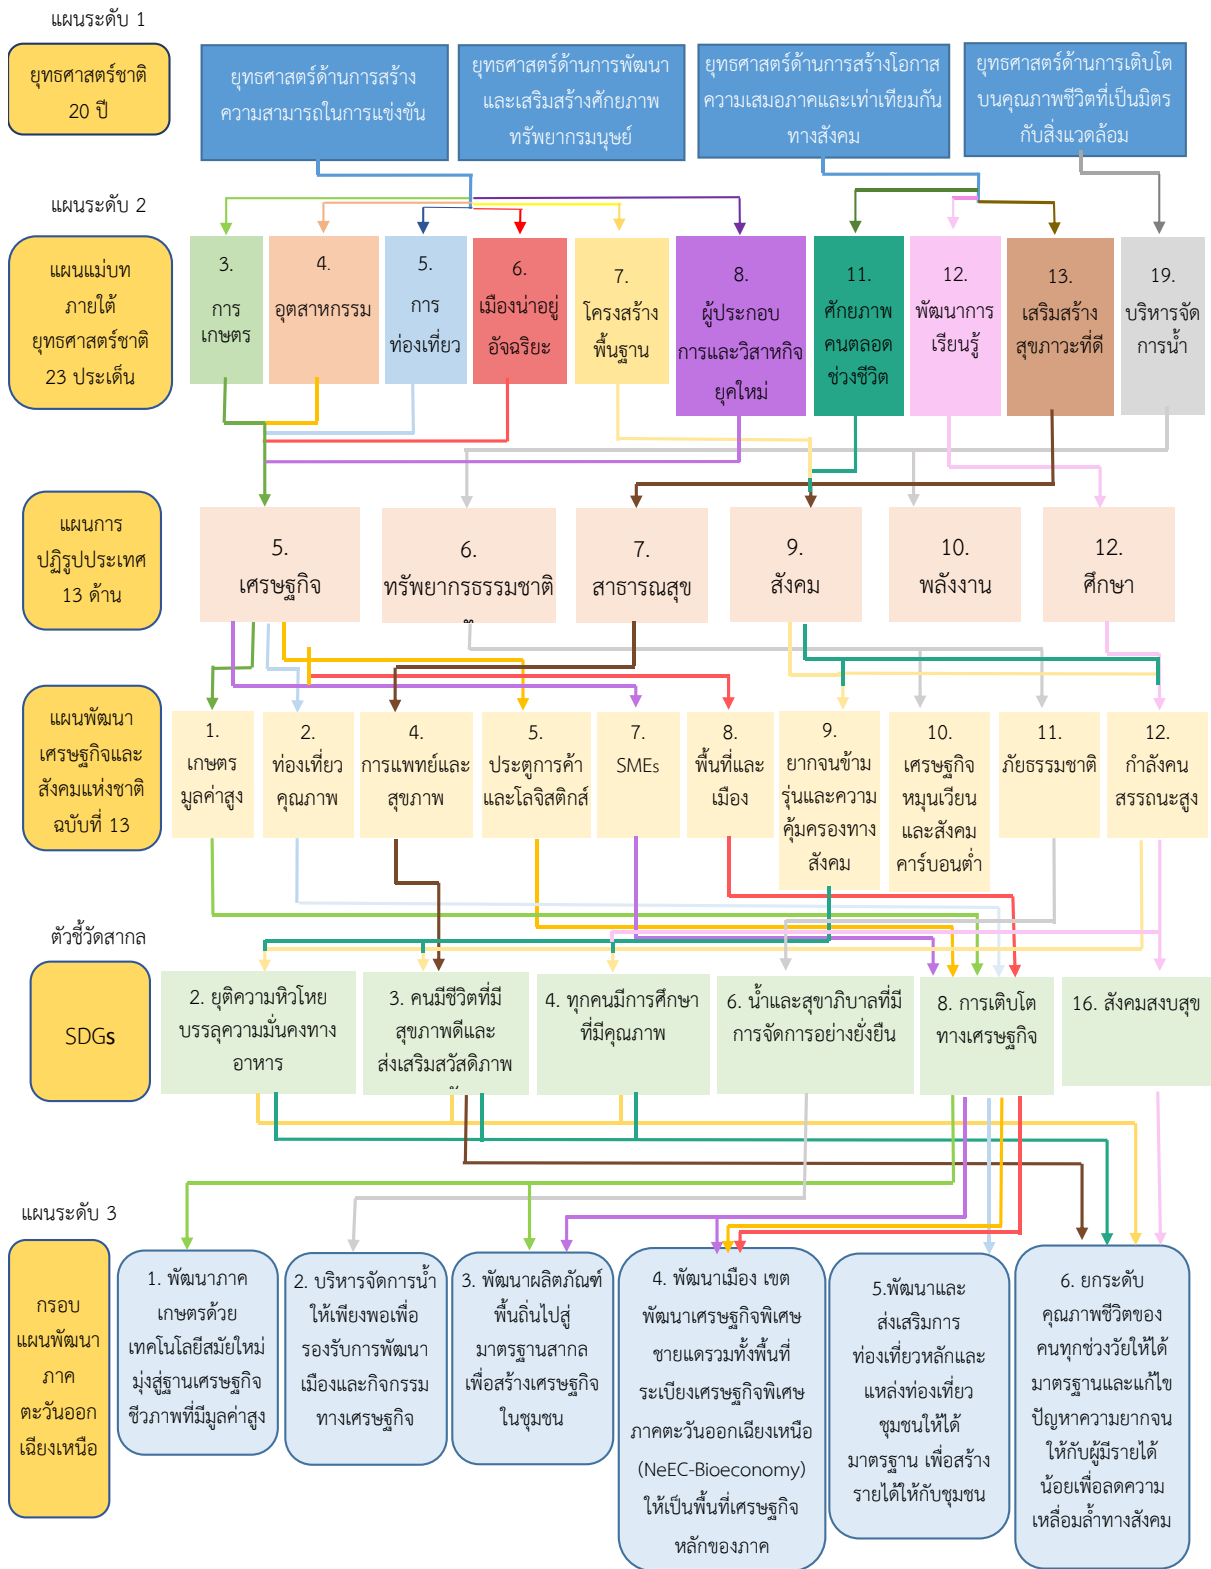 แผนระดับ 1
ยุทธศาสตร์ชาติ
20 ปี
ยุทธศาสตร์ด้านการสร้าง
ความสามารถในการแข่งขัน
ยุทธศาสตร์ด้านการพัฒนา
และเสริมสร้างศักยภาพ
ทรัพยากรมนุษย์
ยุทธศาสตร์ด้านการสร้างโอกาส
ความเสมอภาคและเท่าเทียมกัน
ทางสังคม
ยุทธศาสตร์ด้านการเติบโต
บนคุณภาพชีวิตที่เป็นมิตร
กับสิ่งแวดล้อม
แผนระดับ 2
แผนแม่บท
ภายใต้
ยุทธศาสตร์ชาติ
23 ประเด็น
3.
การ
เกษตร
4.
อุตสาหกรรม
5.
การ
ท่องเที่ยว
6.
เมืองน่าอยู่
อัจฉริยะ
7.
โครงสร้าง
พื้นฐาน
8.
ผู้ประกอบ
การและวิสาหกิจ
ยุคใหม่
11.
ศักยภาพ
คนตลอด
ช่วงชีวิต
12.
พัฒนาการ
เรียนรู้
13.
เสริมสร้าง
สุขภาวะที่ดี
19.
บริหารจัด
การน้ำ
แผนการ
ปฏิรูปประเทศ
13 ด้าน
5.
เศรษฐกิจ
6.
ทรัพยากรธรรมชาติ
7.
สาธารณสุข
9.
สังคม
10.
พลังงาน
12.
ศึกษา
แผนพัฒนา
เศรษฐกิจและ
สังคมแห่งชาติ
ฉบับที่ 13
1.
เกษตร
มูลค่าสูง
2.
ท่องเที่ยว
คุณภาพ
4.
การแพทย์และ
สุขภาพ
5.
ประตูการค้า
และโลจิสติกส์
7.
SMEs
8.
พื้นที่และ
เมือง
9.
ยากจนข้าม
รุ่นและความ
คุ้มครองทาง
สังคม
10.
เศรษฐกิจ
หมุนเวียน
และสังคม
คาร์บอนต่ำ
11.
ภัยธรรมชาติ
12.
กำลังคน
สรรถนะสูง
ตัวชี้วัดสากล
SDGs
2. ยุติความหิวโหย
บรรลุความมั่นคงทาง
อาหาร
3. คนมีชีวิตที่มี
สุขภาพดีและ
ส่งเสริมสวัสดิภาพ
4. ทุกคนมีการศึกษา
ที่มีคุณภาพ
6. น้ำและสุขาภิบาลที่มี
การจัดการอย่างยั่งยืน
8. การเติบโต
ทางเศรษฐกิจ
16. สังคมสงบสุข
แผนระดับ 3
กรอบ
แผนพัฒนา
ภาค
ตะวันออก
เฉียงเหนือ
1. พัฒนาภาค
เกษตรด้วย
เทคโนโลยีสมัยใหม่
มุ่งสู่ฐานเศรษฐกิจ
ชีวภาพที่มีมูลค่าสูง
2. บริหารจัดการน้ำ
ให้เพียงพอเพื่อ
รองรับการพัฒนา
เมืองและกิจกรรม
ทางเศรษฐกิจ
3. พัฒนาผลิตภัณฑ์
พื้นถิ่นไปสู่
มาตรฐานสากล
เพื่อสร้างเศรษฐกิจ
ในชุมชน
4. พัฒนาเมือง เขต
พัฒนาเศรษฐกิจพิเศษ
ชายแดรวมทั้งพื้นที่
ระเบียงเศรษฐกิจพิเศษ
ภาคตะวันออกเฉียงเหนือ
(NeEC-Bioeconomy)
ให้เป็นพื้นที่เศรษฐกิจ
หลักของภาค
5.พัฒนาและ
ส่งเสริมการ
ท่องเที่ยวหลักและ
แหล่งท่องเที่ยว
ชุมชนให้ได้
มาตรฐาน เพื่อสร้าง
รายได้ให้กับชุมชน
6. ยกระดับ
คุณภาพชีวิตของ
คนทุกช่วงวัยให้ได้
มาตรฐานและแก้ไข
ปัญหาความยากจน
ให้กับผู้มีรายได้
น้อยเพื่อลดความ
เหลื่อมล้ำทางสังคม